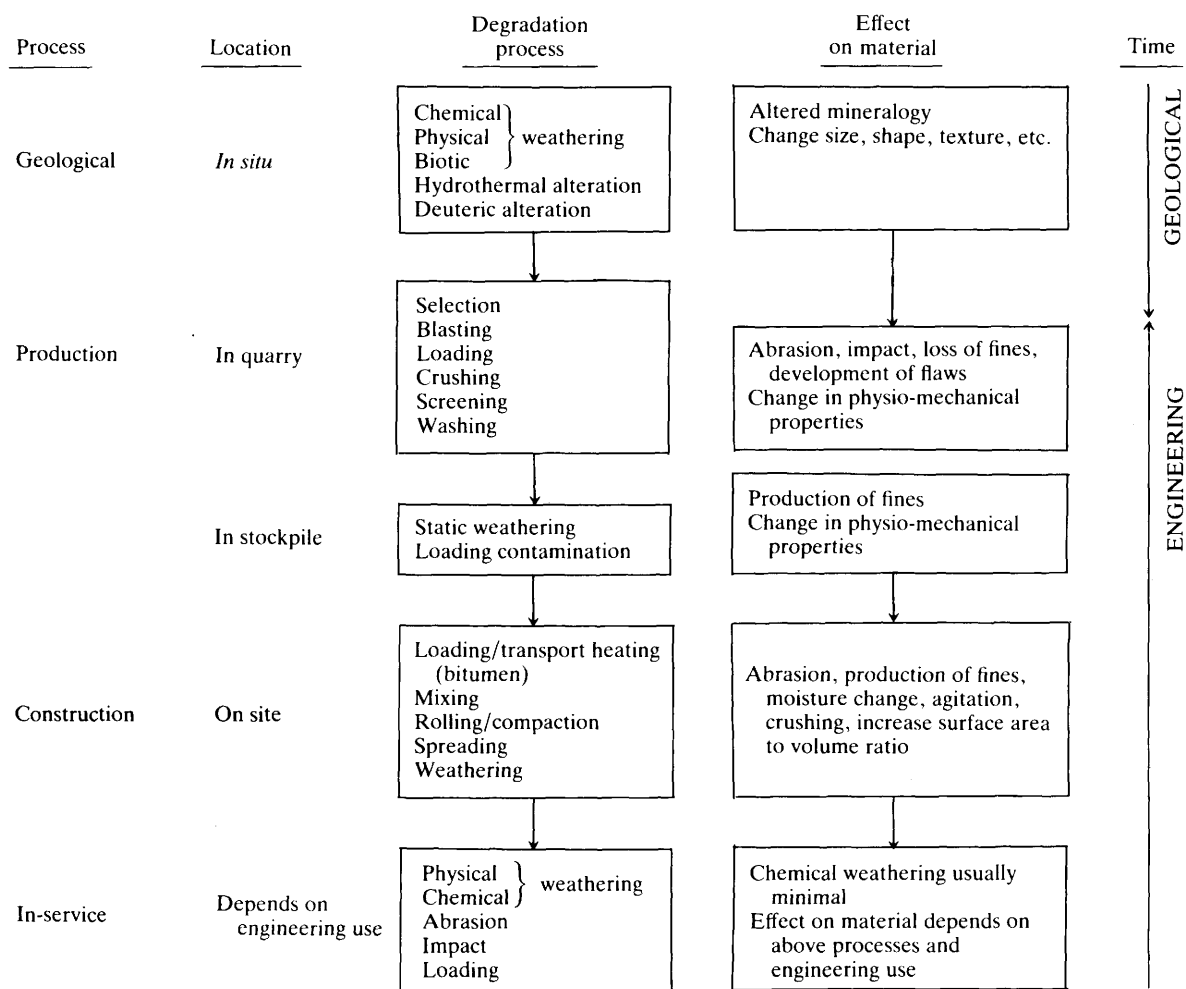 Process
Location
Degradation
process
Effect
on material
Time
Geological
In situ
Chemical
Physical
Biotic
weathering
Hydrothermal alteration
Deuteric alteration
Altered mineralogy
Change size, shape, texture, etc.
GEOLOGICAL
Production
In quarry
Selection
Blasting
Loading
Crushing
Screening
Washing
Abrasion, impact, loss of fines,
development of flaws
Change in physio-mechanical
properties
ENGINEERING
In stockpile
Static weathering
Loading contamination
Production of fines
Change in physio-mechanical
properties
Construction
On site
Loading/transport heating
(bitumen)
Mixing
Rolling/compaction
Spreading
Weathering
Abrasion, production of fines,
moisture change, agitation,
crushing, increase surface area
to volume ratio
In-service
Depends on
engineering use
Physical
Chemical
weathering
Abrasion
Impact
Loading
Chemical weathering usually
minimal
Effect on material depends on
above processes and
engineering use